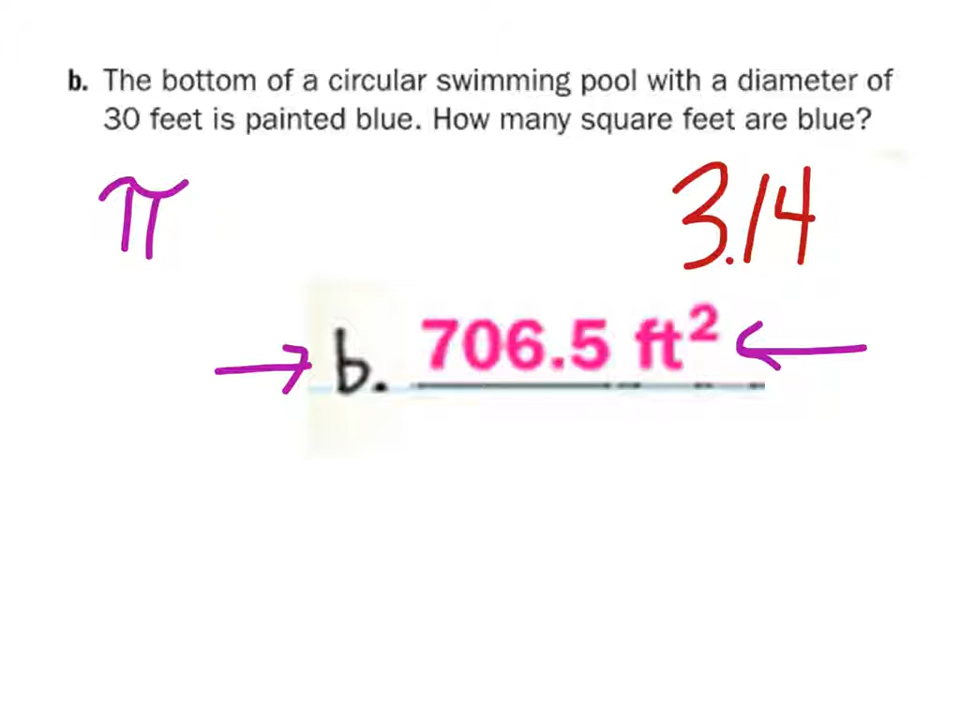 b. The bottom of a circular swimming pool with a diameter of
30 feet is painted blue. How many square feet are blue?
π 3.14
b. 706.5 ft²